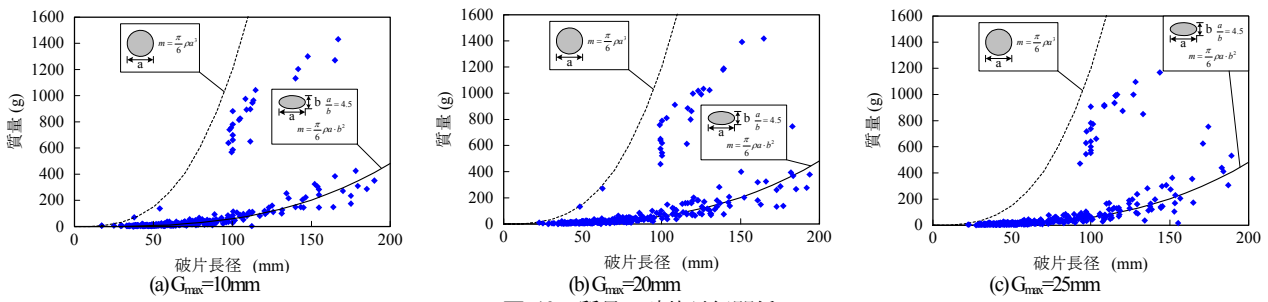 1600
1400
1200
1000
800
600
400
200
0
質量 (g)
0 50 100 150 200
破片長径 (mm)
a
m = π/6 ρa³
b
a
a/b = 4.5
m = π/6 ρa·b²
(a) Gmax=10mm
1600
1400
1200
1000
800
600
400
200
0
質量 (g)
0 50 100 150 200
破片長径 (mm)
a
m = π/6 ρa³
b
a
a/b = 4.5
m = π/6 ρa·b²
(b) Gmax=20mm
1600
1400
1200
1000
800
600
400
200
0
質量 (g)
0 50 100 150 200
破片長径 (mm)
a
m = π/6 ρa³
b
a
a/b = 4.5
m = π/6 ρa·b²
(c) Gmax=25mm